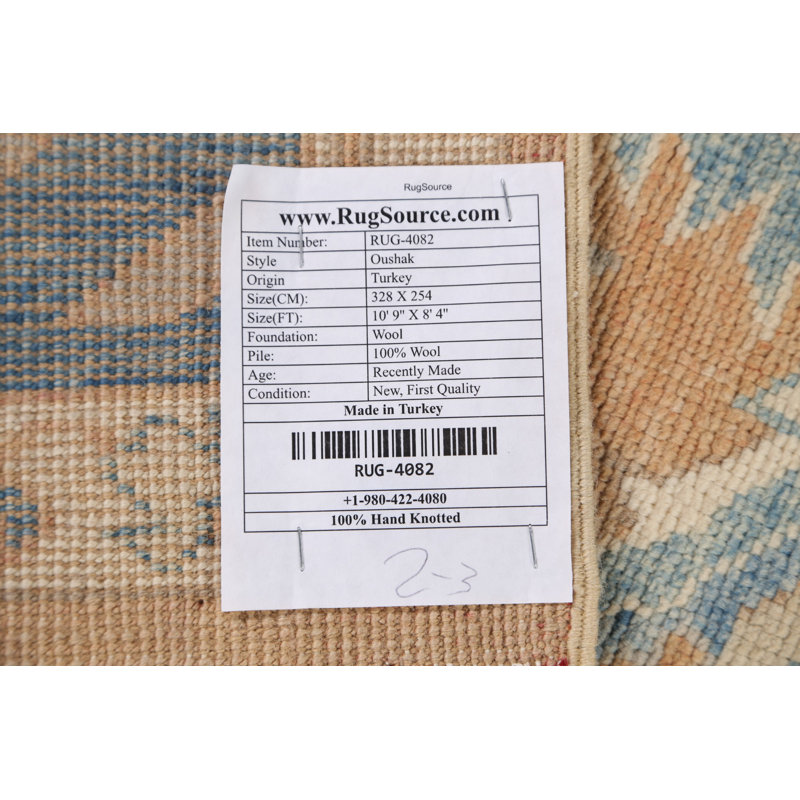 RugSource
www.RugSource.com
Item Number: RUG-4082
Style Oushak
Origin Turkey
Size(CM): 328 X 254
Size(FT): 10' 9" X 8' 4"
Foundation: Wool
Pile: 100% Wool
Age: Recently Made
Condition: New, First Quality
Made in Turkey
RUG-4082
+1-980-422-4080
100% Hand Knotted
2-3